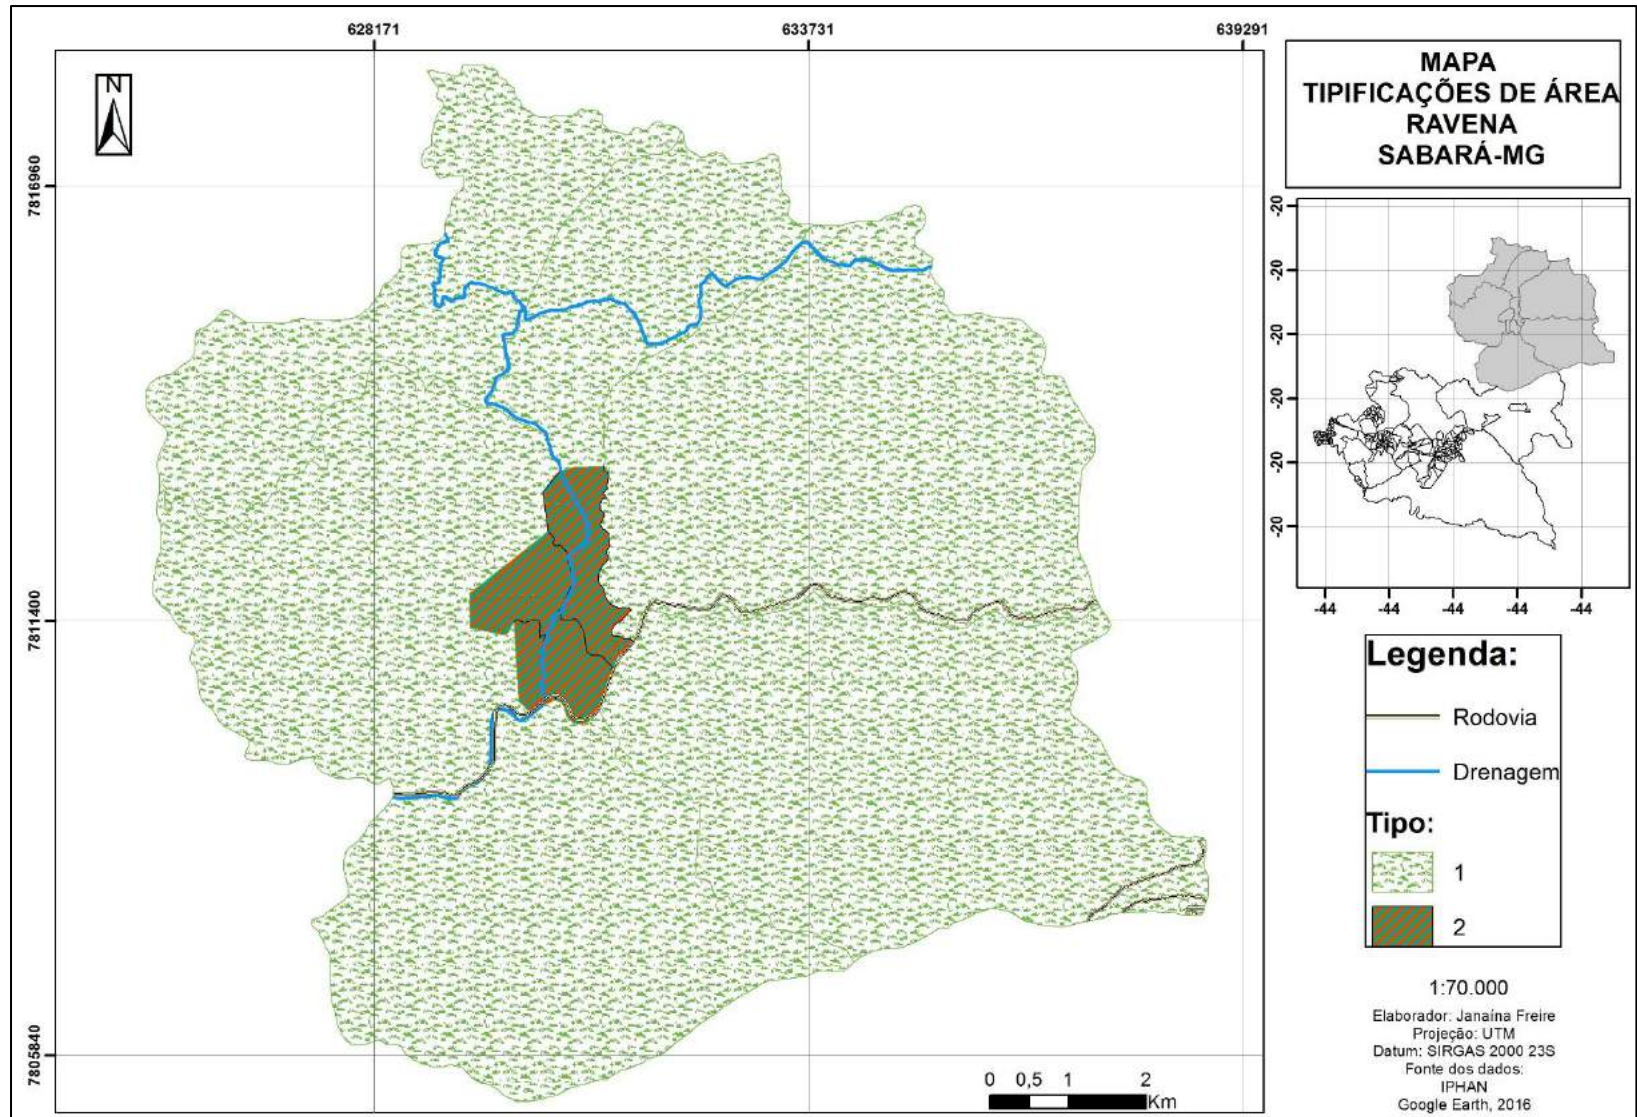 628171
633731
639291
N
7816960
7811400
7805840
MAPA
TIPIFICAÇÕES DE ÁREA
RAVENA
SABARÁ-MG
-20
-20
-20
-20
-20
-20
-44
-44
-44
-44
-44
Legenda:
Rodovia
Drenagem
Tipo:
1
2
0 0,5 1 2
Km
1:70.000
Elaborador: Janaína Freire
Projeção: UTM
Datum: SIRGAS 2000 23S
Fonte dos dados:
IPHAN
Google Earth, 2016